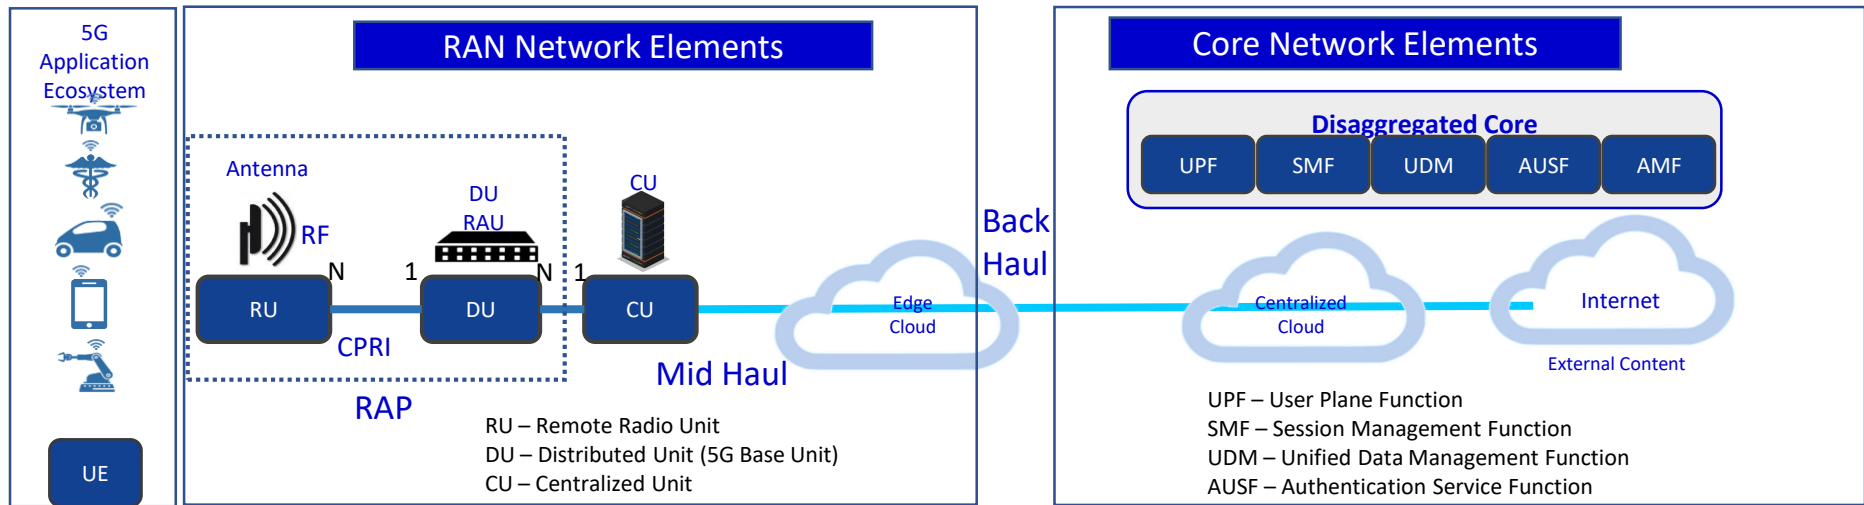 5G
Application
Ecosystem
UE
RAN Network Elements
Antenna
RF
DU
RAU
CU
N
1
N
1
RU
DU
CU
CPRI
RAP
Mid Haul
Edge
Cloud
Back
Haul
RU – Remote Radio Unit
DU – Distributed Unit (5G Base Unit)
CU – Centralized Unit
Core Network Elements
Disaggregated Core
UPF
SMF
UDM
AUSF
AMF
Centralized
Cloud
Internet
External Content
UPF – User Plane Function
SMF – Session Management Function
UDM – Unified Data Management Function
AUSF – Authentication Service Function